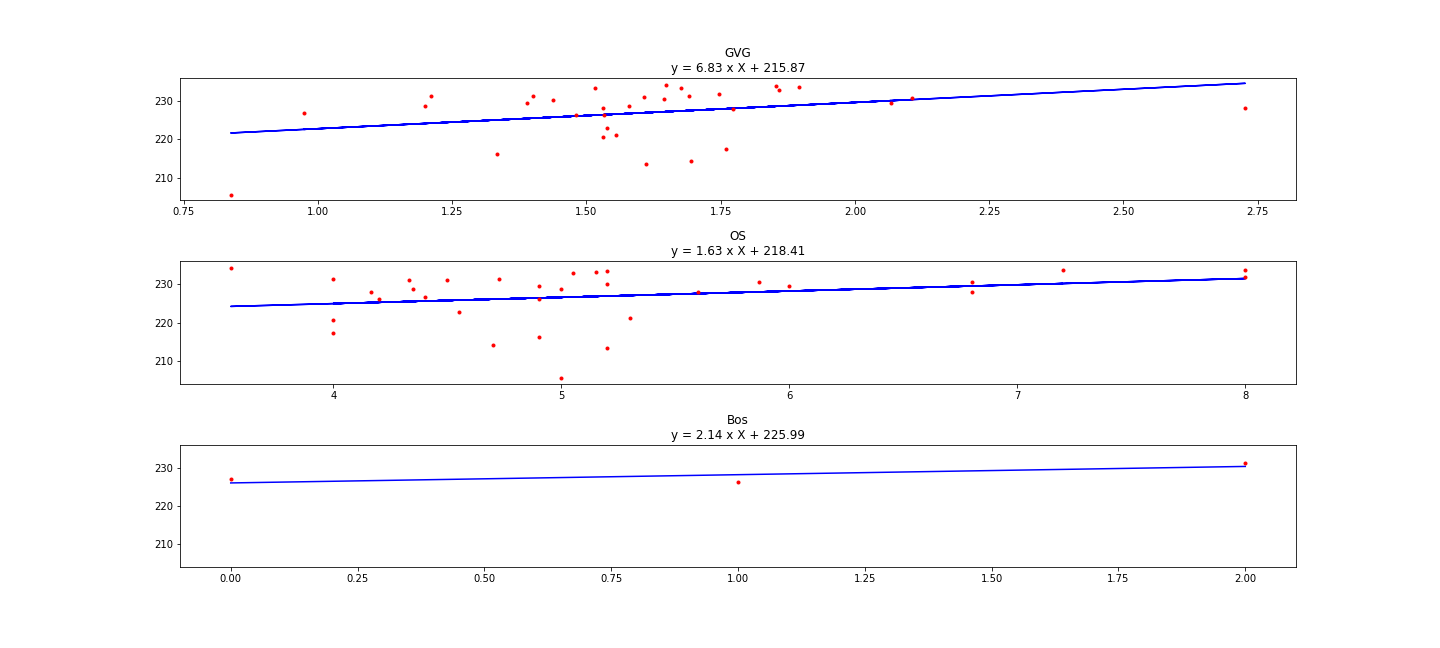 GVG
y = 6.83 x X + 215.87
230
220
210
0.75 1.00 1.25 1.50 1.75 2.00 2.25 2.50 2.75
OS
y = 1.63 x X + 218.41
230
220
210
4 5 6 7 8
Bos
y = 2.14 x X + 225.99
230
220
210
0.00 0.25 0.50 0.75 1.00 1.25 1.50 1.75 2.00